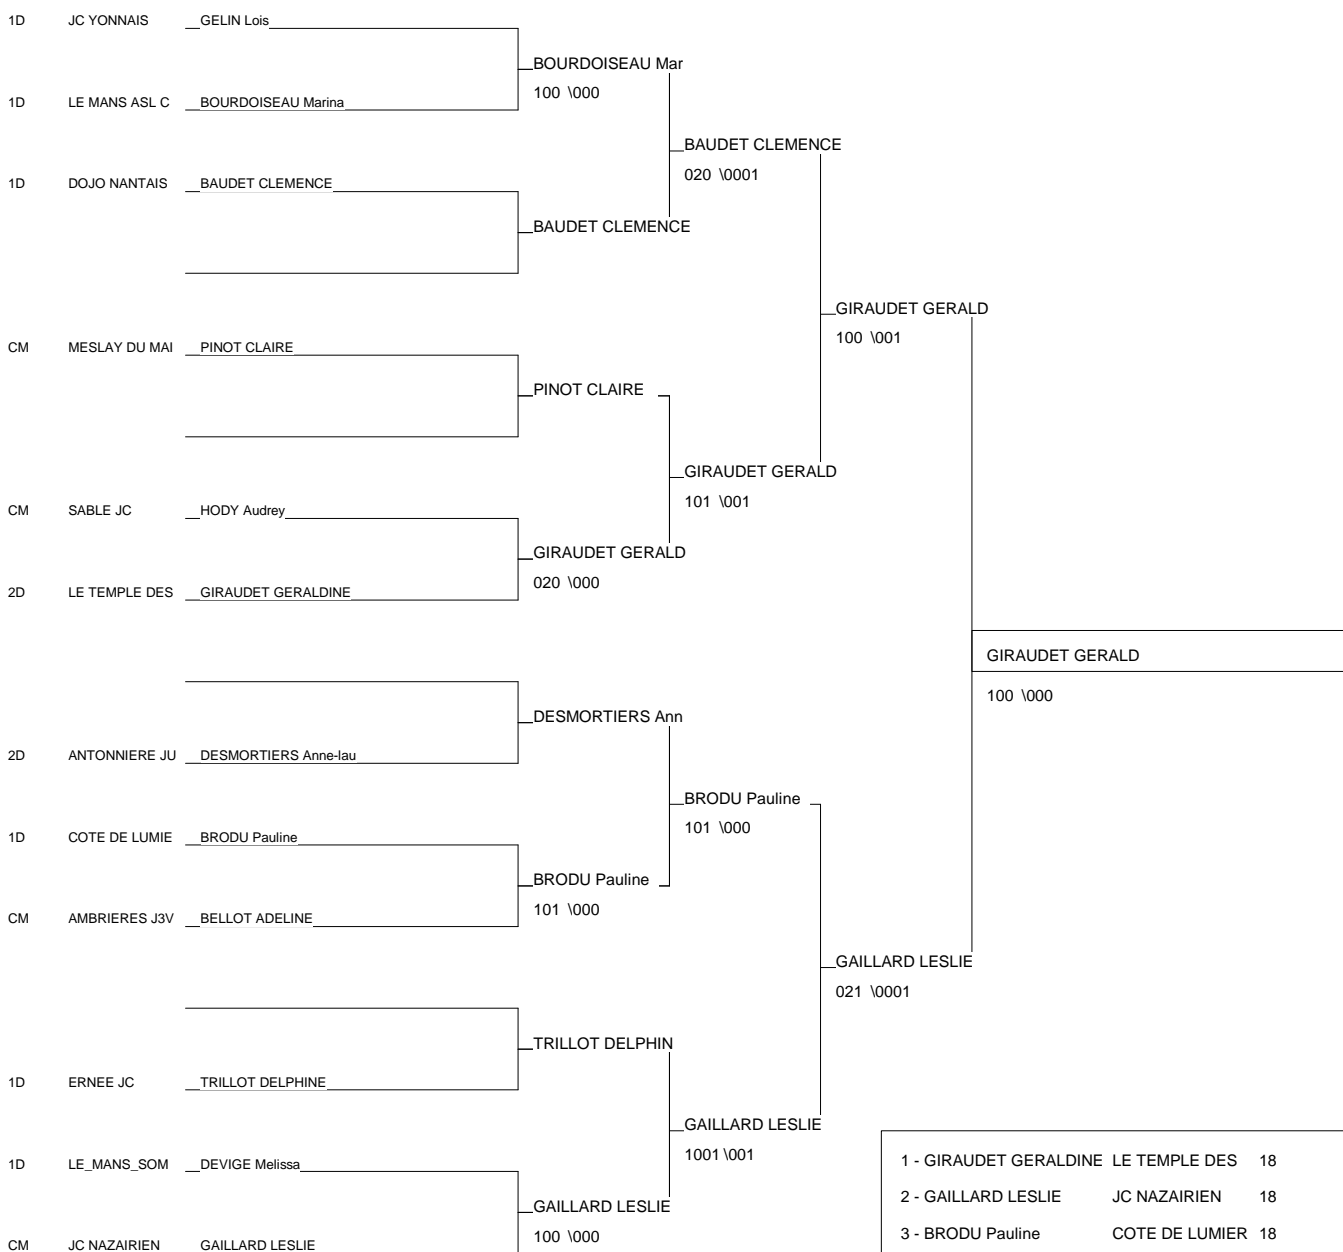 1D JC YONNAIS GELIN Lois
BOURDOISEAU Mar
100 \000
1D LE MANS ASL C BOURDOISEAU Marina
BAUDET CLEMENCE
020 \0001
1D DOJO NANTAIS BAUDET CLEMENCE
BAUDET CLEMENCE
GIRAUDET GERALD
100 \001
CM MESLAY DU MAI PINOT CLAIRE
PINOT CLAIRE
GIRAUDET GERALD
101 \001
CM SABLE JC HODY Audrey
GIRAUDET GERALD
020 \000
2D LE TEMPLE DES GIRAUDET GERALDINE
GIRAUDET GERALD
100 \000
DESMORTIERS Ann
2D ANTONNIERE JU DESMORTIERS Anne-lau
BRODU Pauline
101 \000
1D COTE DE LUMIE BRODU Pauline
BRODU Pauline
101 \000
CM AMBRIERES J3V BELLOT ADELINE
GAILLARD LESLIE
021 \0001
TRILLOT DELPHIN
1D ERNEE JC TRILLOT DELPHINE
GAILLARD LESLIE
1001 \001
1D LE_MANS_SOM DEVIGE Melissa
GAILLARD LESLIE
100 \000
CM JC NAZAIRIEN GAILLARD LESLIE
1 - GIRAUDET GERALDINE LE TEMPLE DES 18
2 - GAILLARD LESLIE JC NAZAIRIEN 18
3 - BRODU Pauline COTE DE LUMIER 18